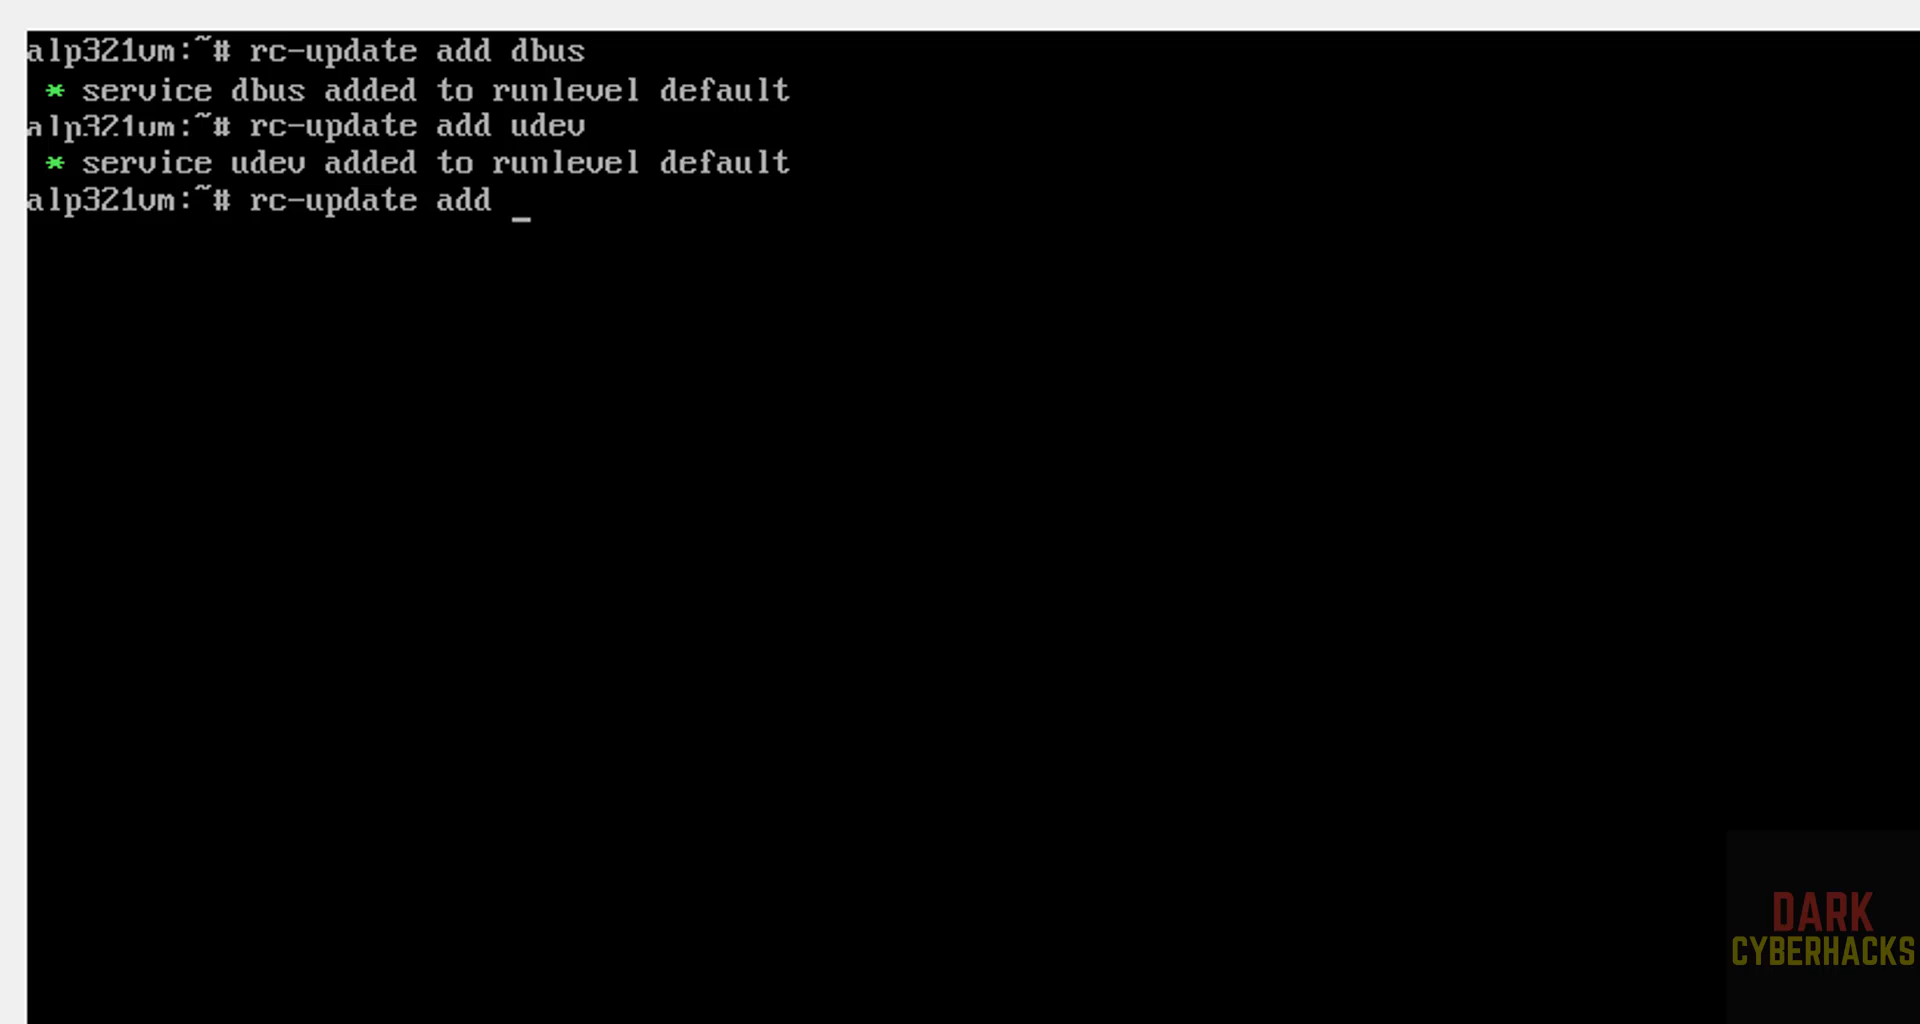 alp321vm:~# rc-update add dbus
 * service dbus added to runlevel default
alp321vm:~# rc-update add udev
 * service udev added to runlevel default
alp321vm:~# rc-update add _
DARK
CYBERHACKS